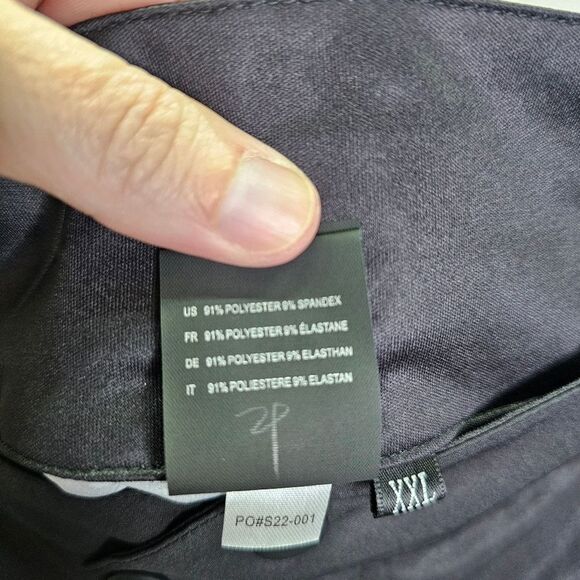 US 91% POLYESTER 9% SPANDEX
FR 91% POLYESTER 9% ÉLASTANE
DE 91% POLYESTER 9% ELASTHAN
IT 91% POLIESTERE 9% ELASTAN
PO#S22-001
XXL